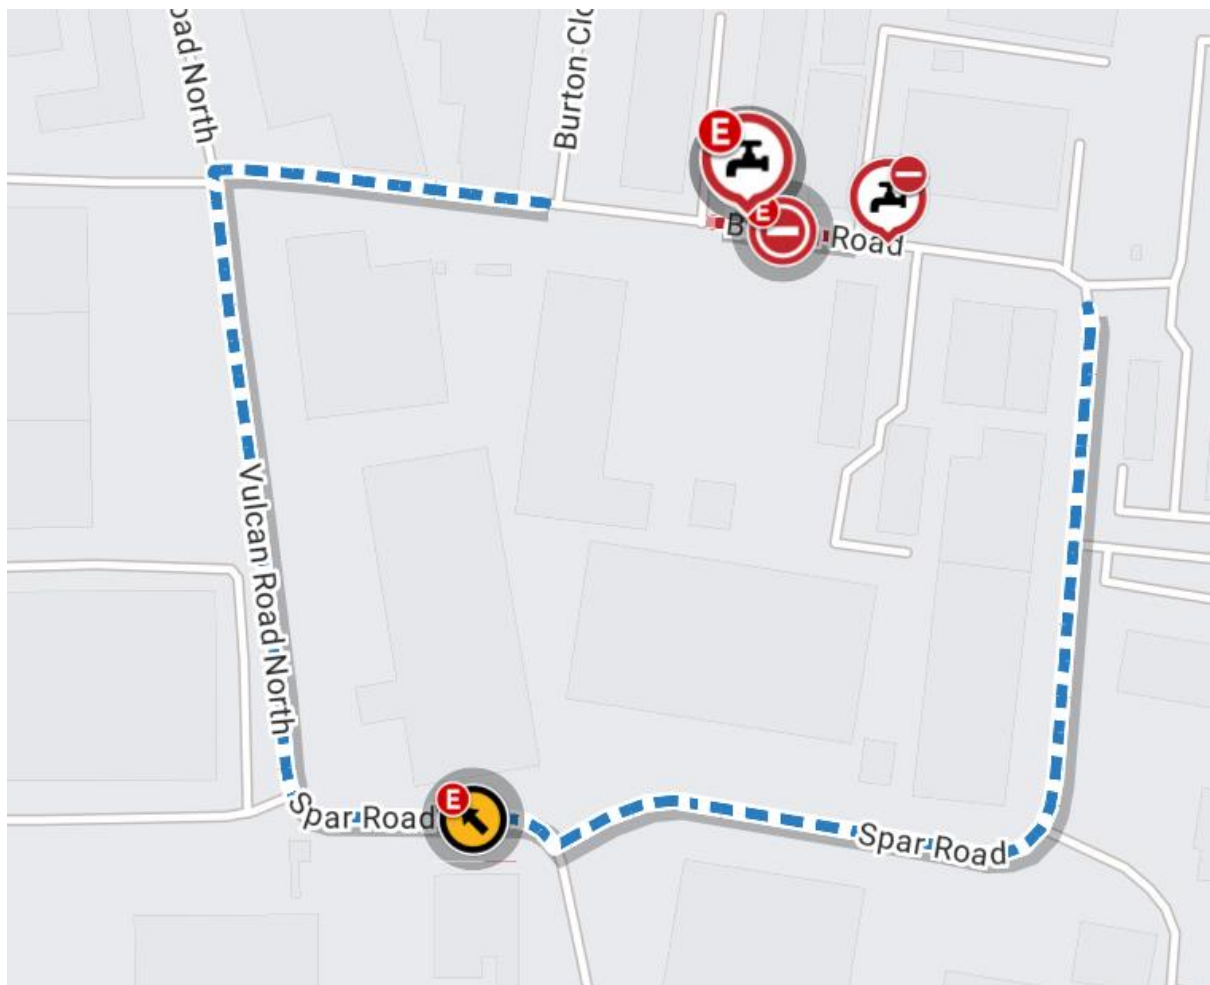 oad North
Burton Clo
E
E
B
Road
Vulcan Road North
E
Spar Road
Spar Road